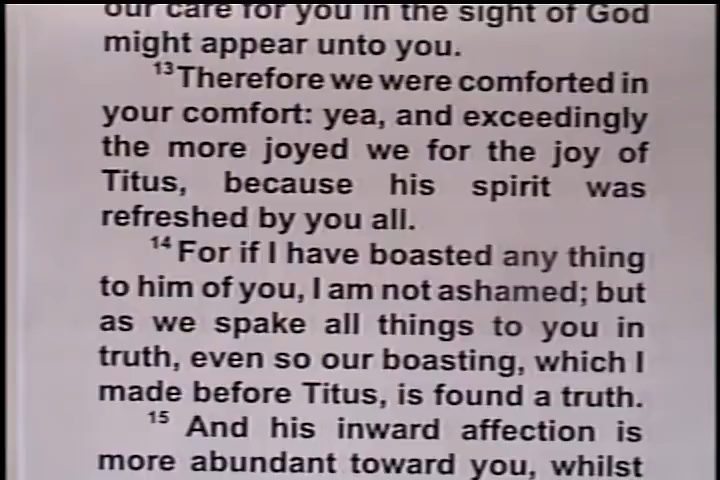 our care for you in the sight of God
might appear unto you.
13 Therefore we were comforted in
your comfort: yea, and exceedingly
the more joyed we for the joy of
Titus, because his spirit was
refreshed by you all.
14 For if I have boasted any thing
to him of you, I am not ashamed; but
as we spake all things to you in
truth, even so our boasting, which I
made before Titus, is found a truth.
15 And his inward affection is
more abundant toward you, whilst